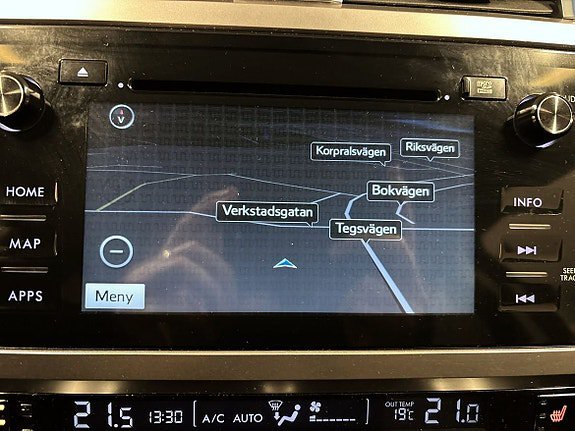 V
Korpralsvägen
Riksvägen
HOME
Bokvägen
INFO
Verkstadsgatan
Tegsvägen
MAP
APPS
Meny
21.5
13:30
A/C
AUTO
OUT TEMP
19°C
21.0